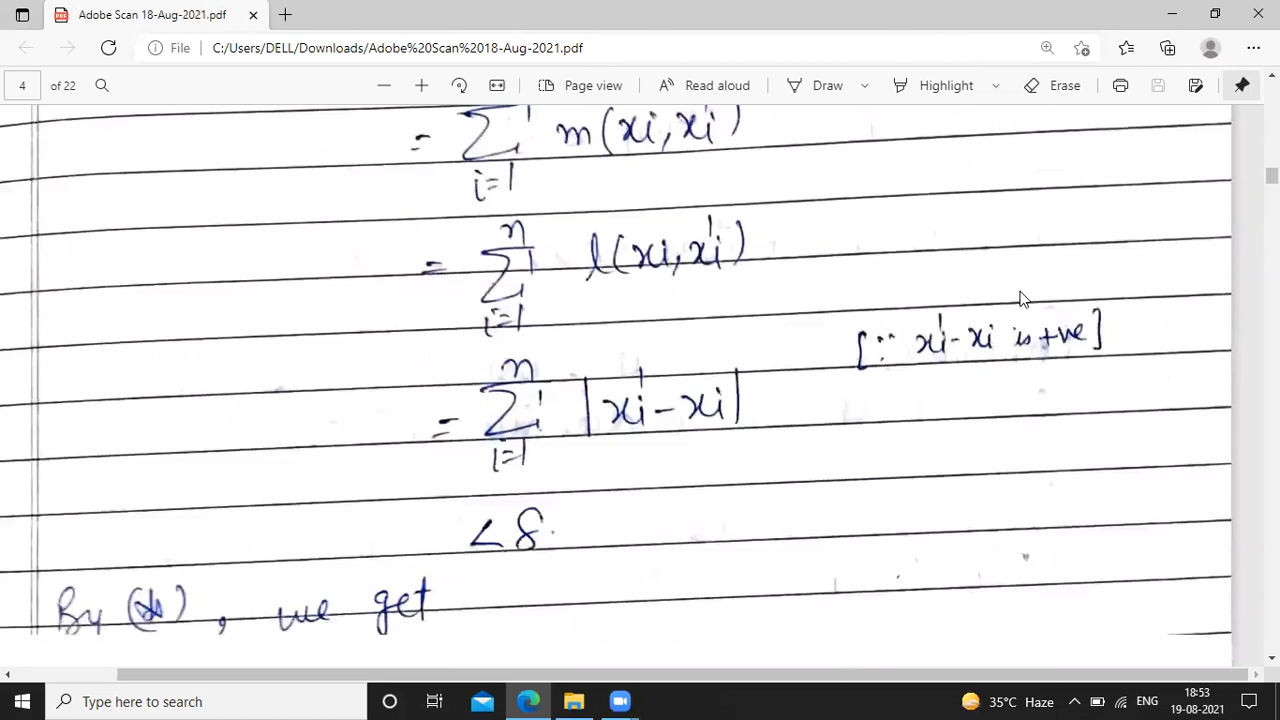 Adobe Scan 18-Aug-2021.pdf
File C:/Users/DELL/Downloads/Adobe%20Scan%2018-Aug-2021.pdf
4 of 22 Page view Read aloud Draw Highlight Erase
= ∑ m(xi, xi')
i=1
n
= ∑ l(xi, xi')
i=1
[∵ xi' - xi is +ve]
n
= ∑ |xi' - xi|
i=1
< δ.
By (*), we get
Type here to search
35°C Haze ENG 18:53
19-08-2021